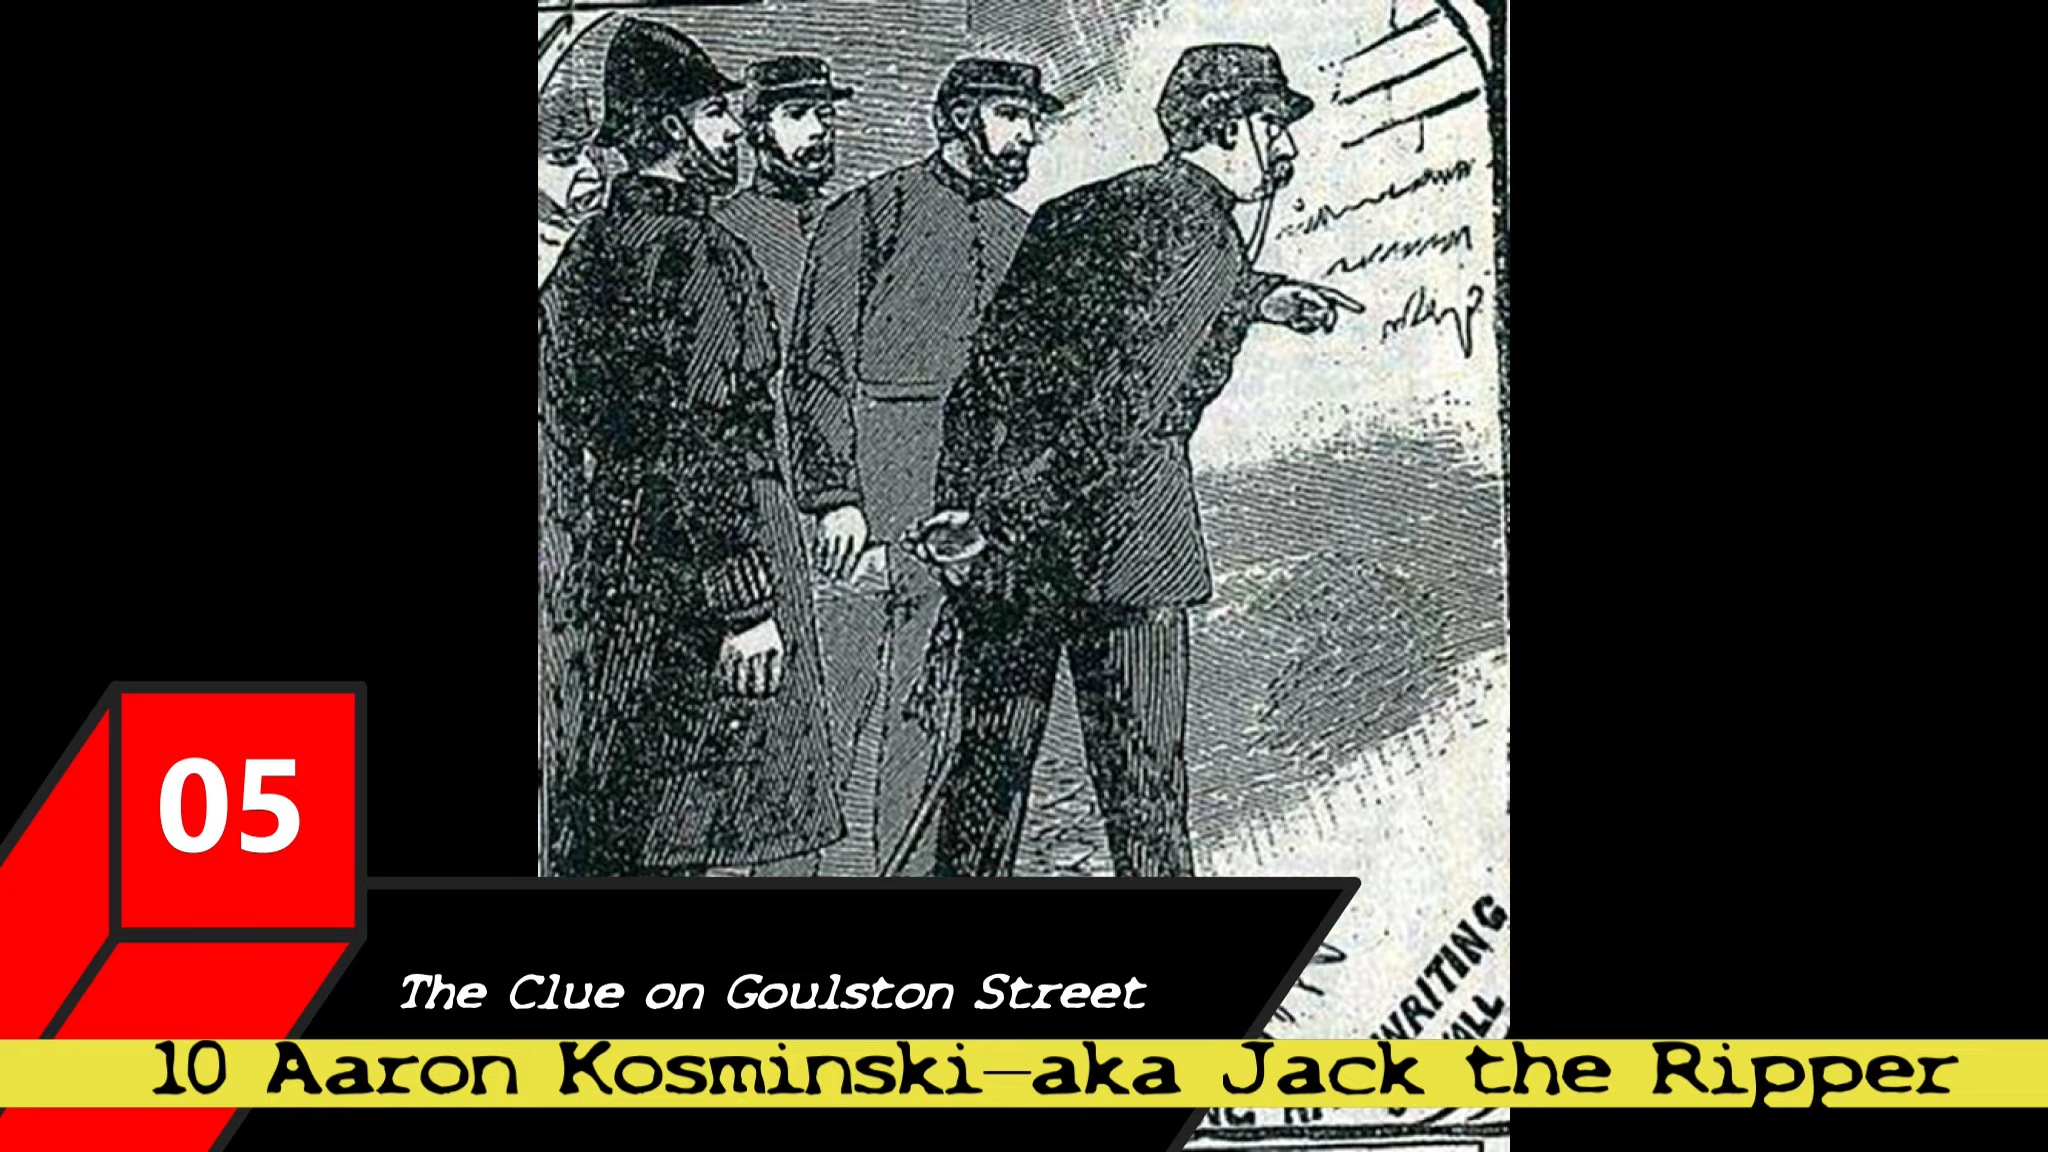 05
The Clue on Goulston Street
WRITING
10 Aaron Kosminski—aka Jack the Ripper